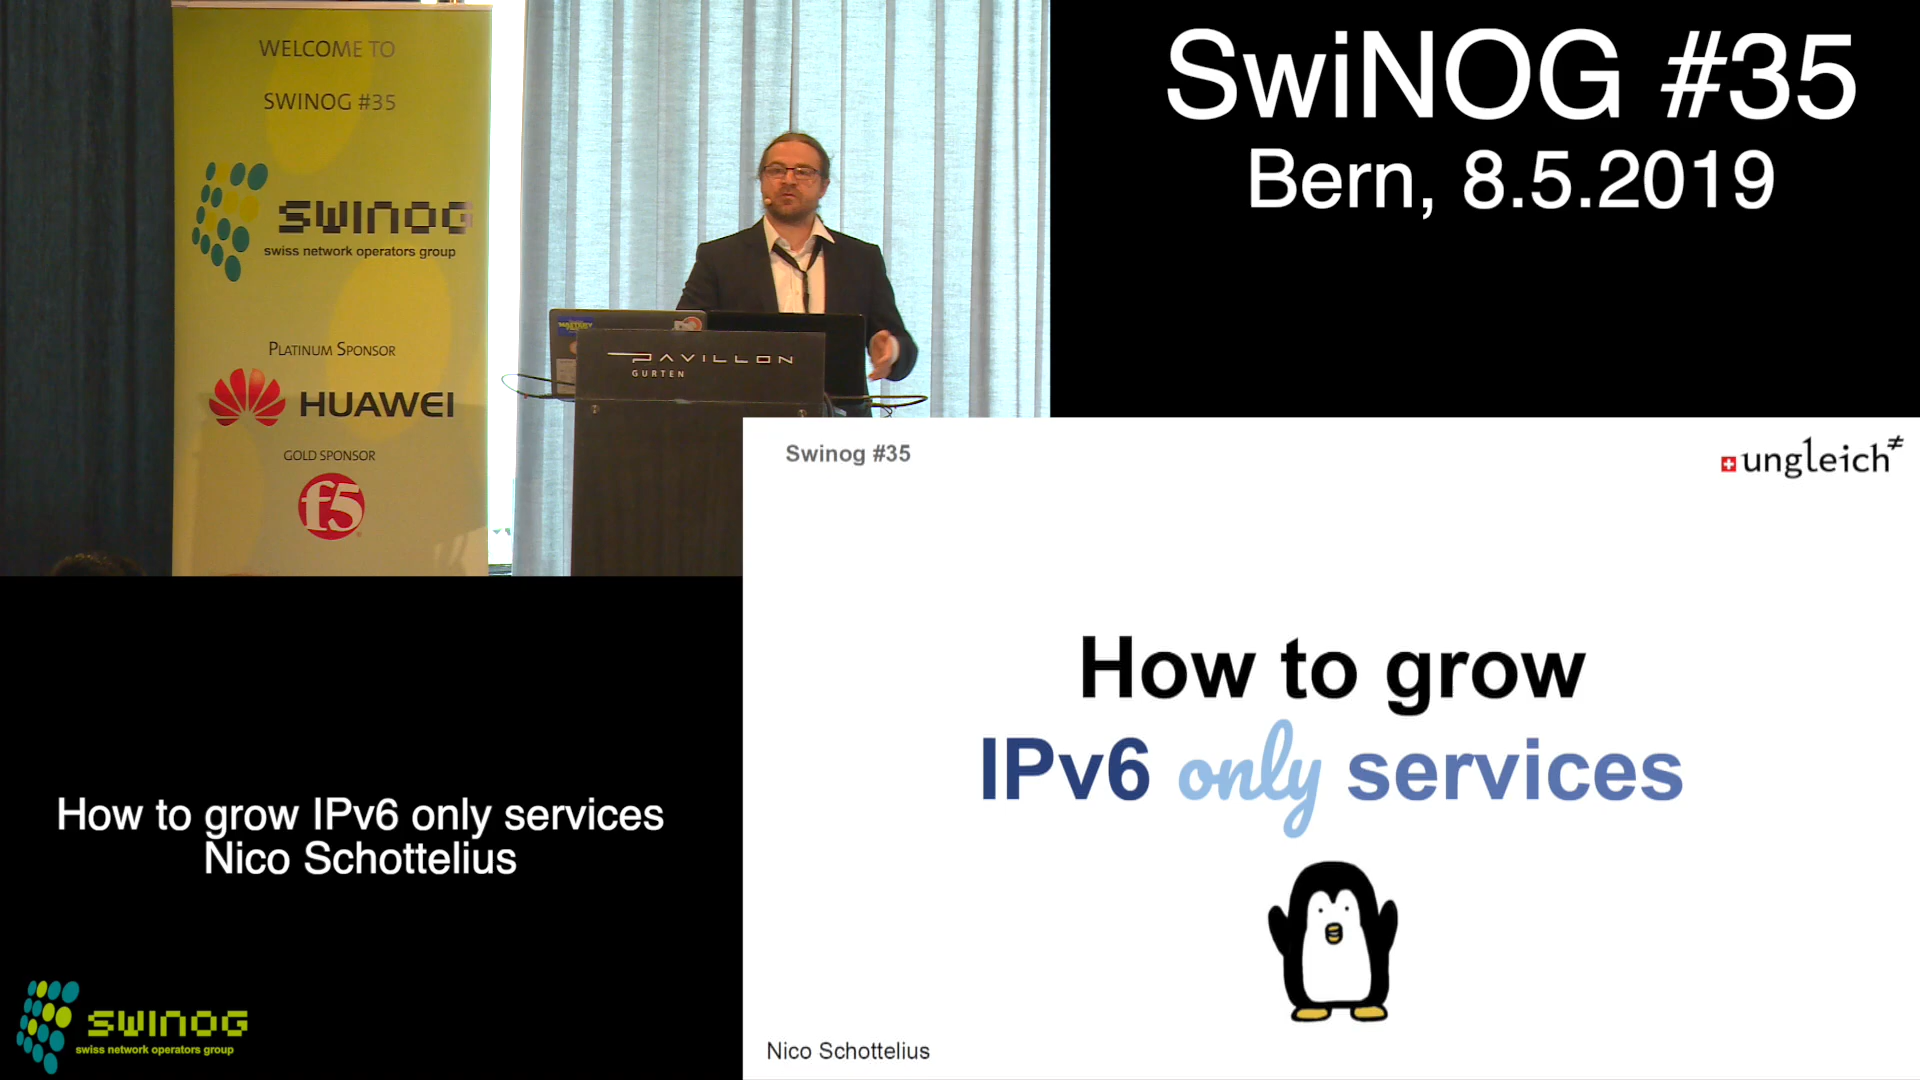 WELCOME TO
SWINOG #35
SWINOG
swiss network operators group
PLATINUM SPONSOR
HUAWEI
GOLD SPONSOR
f5
PAVILLON
GURTEN
SwiNOG #35
Bern, 8.5.2019
Swinog #35
ungleich≠
How to grow
IPv6 only services
Nico Schottelius
How to grow IPv6 only services
Nico Schottelius
SWINOG
swiss network operators group